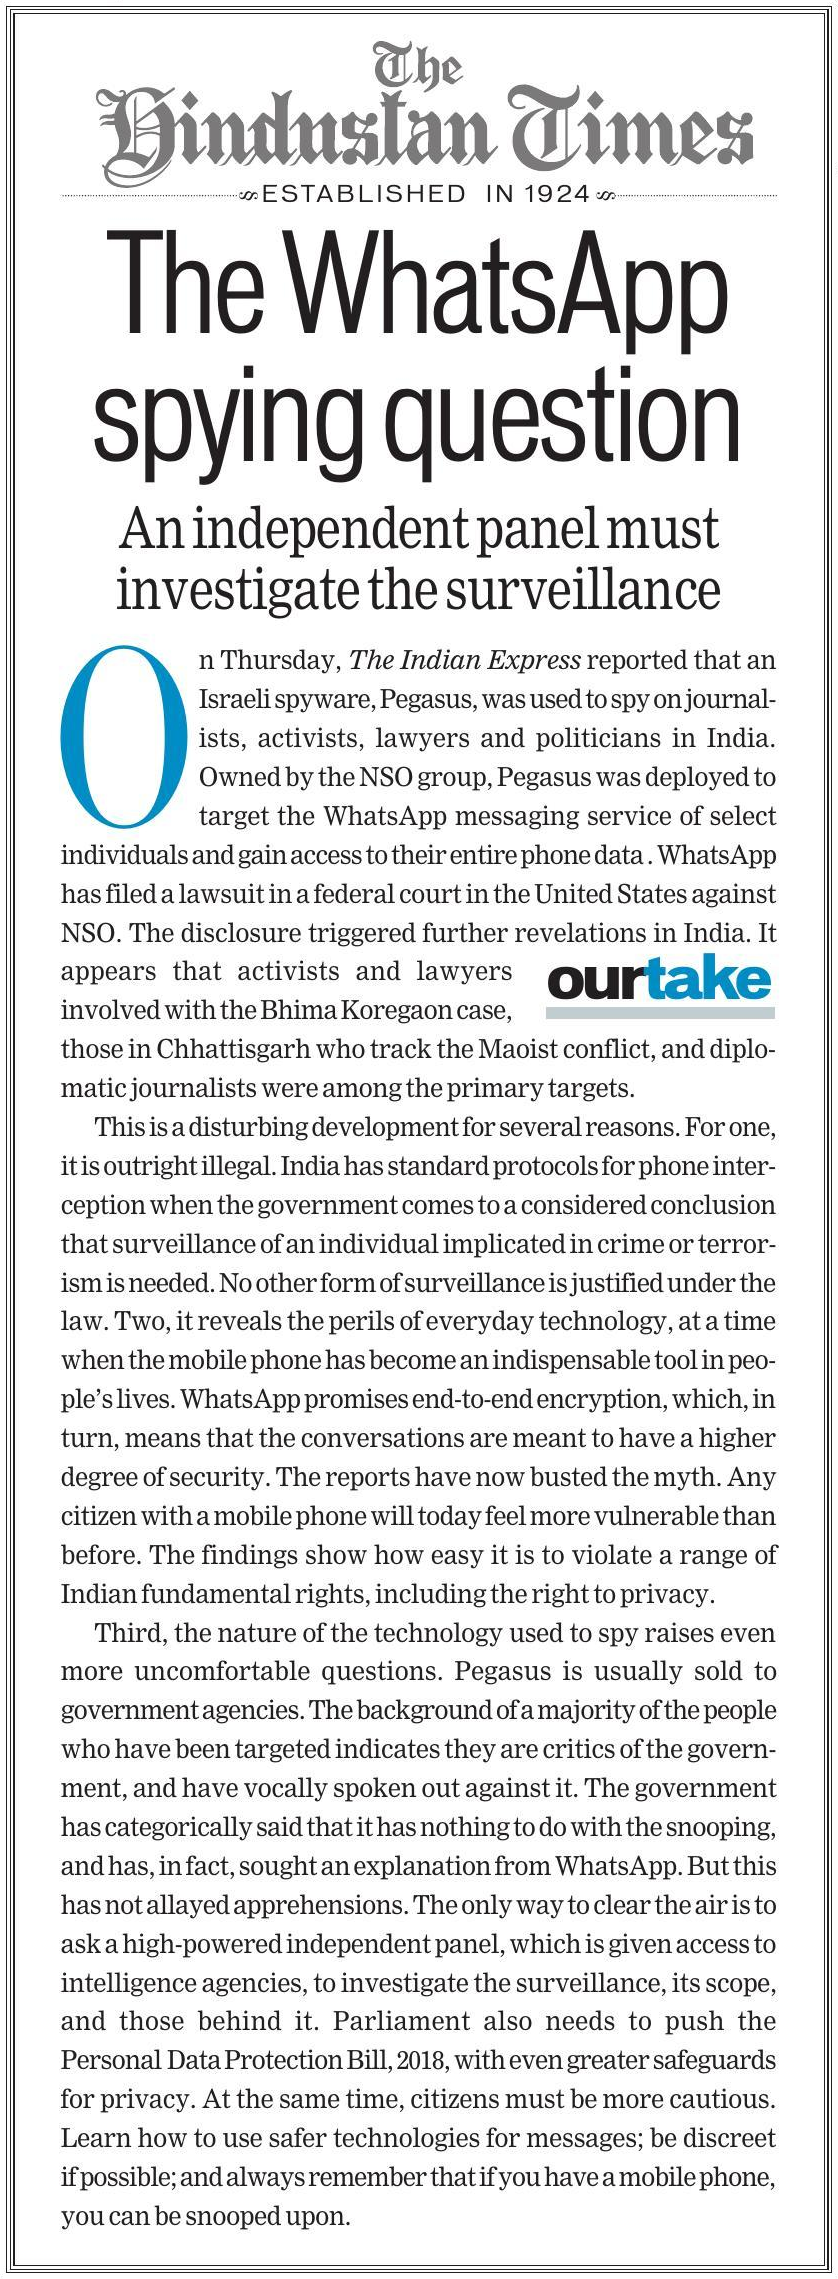 The
Hindustan Times
ESTABLISHED IN 1924
The WhatsApp
spying question
An independent panel must
investigate the surveillance
On Thursday, The Indian Express reported that an
Israeli spyware, Pegasus, was used to spy on journal-
ists, activists, lawyers and politicians in India.
Owned by the NSO group, Pegasus was deployed to
target the WhatsApp messaging service of select
individuals and gain access to their entire phone data . WhatsApp
has filed a lawsuit in a federal court in the United States against
NSO. The disclosure triggered further revelations in India. It
appears that activists and lawyers
involved with the Bhima Koregaon case,
ourtake
those in Chhattisgarh who track the Maoist conflict, and diplo-
matic journalists were among the primary targets.
This is a disturbing development for several reasons. For one,
it is outright illegal. India has standard protocols for phone inter-
ception when the government comes to a considered conclusion
that surveillance of an individual implicated in crime or terror-
ism is needed. No other form of surveillance is justified under the
law. Two, it reveals the perils of everyday technology, at a time
when the mobile phone has become an indispensable tool in peo-
ple's lives. WhatsApp promises end-to-end encryption, which, in
turn, means that the conversations are meant to have a higher
degree of security. The reports have now busted the myth. Any
citizen with a mobile phone will today feel more vulnerable than
before. The findings show how easy it is to violate a range of
Indian fundamental rights, including the right to privacy.
Third, the nature of the technology used to spy raises even
more uncomfortable questions. Pegasus is usually sold to
government agencies. The background of a majority of the people
who have been targeted indicates they are critics of the govern-
ment, and have vocally spoken out against it. The government
has categorically said that it has nothing to do with the snooping,
and has, in fact, sought an explanation from WhatsApp. But this
has not allayed apprehensions. The only way to clear the air is to
ask a high-powered independent panel, which is given access to
intelligence agencies, to investigate the surveillance, its scope,
and those behind it. Parliament also needs to push the
Personal Data Protection Bill, 2018, with even greater safeguards
for privacy. At the same time, citizens must be more cautious.
Learn how to use safer technologies for messages; be discreet
if possible; and always remember that if you have a mobile phone,
you can be snooped upon.